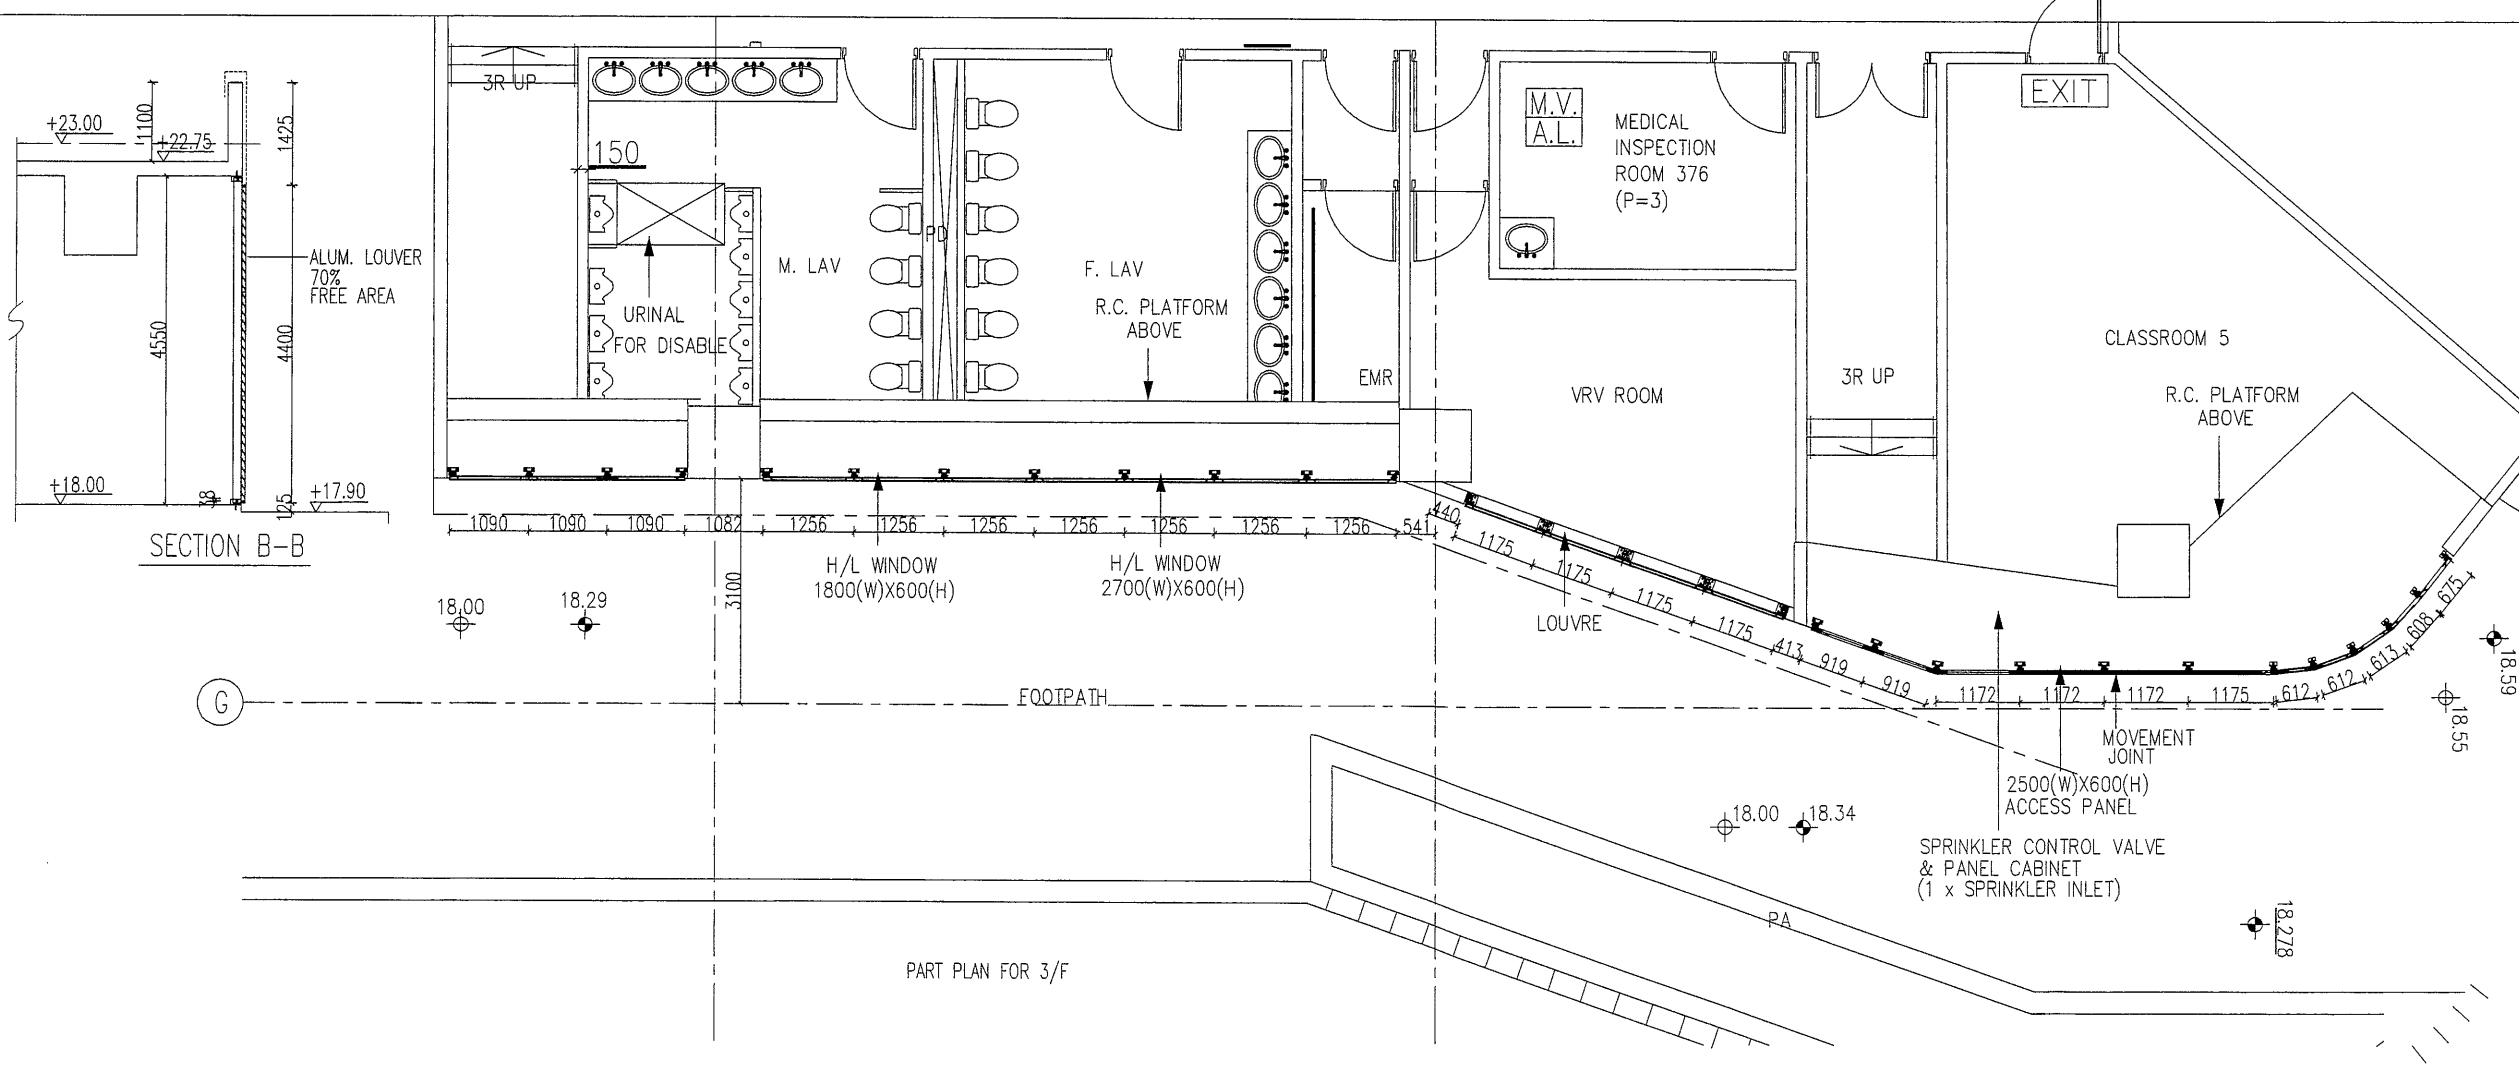 +23.00
1100
+22.75
1425
ALUM. LOUVER
70%
FREE AREA
4550
4400
+18.00
38
125
+17.90
SECTION B-B
3R UP
150
URINAL
FOR DISABLE
M. LAV
PD
F. LAV
R.C. PLATFORM
ABOVE
EMR
M.V.
A.L.
MEDICAL
INSPECTION
ROOM 376
(P=3)
VRV ROOM
3R UP
EXIT
CLASSROOM 5
R.C. PLATFORM
ABOVE
1090
1090
1090
1082
1256
1256
1256
1256
1256
1256
1256
541
440
1175
1175
1175
1175
413
919
919
1172
1172
1172
1175
612
612
613
608
675
H/L WINDOW
1800(W)X600(H)
H/L WINDOW
2700(W)X600(H)
LOUVRE
3100
18.00
18.29
18.59
18.55
G
FOOTPATH
MOVEMENT
JOINT
2500(W)X600(H)
ACCESS PANEL
18.00
18.34
SPRINKLER CONTROL VALVE
& PANEL CABINET
(1 x SPRINKLER INLET)
PA
18.278
PART PLAN FOR 3/F